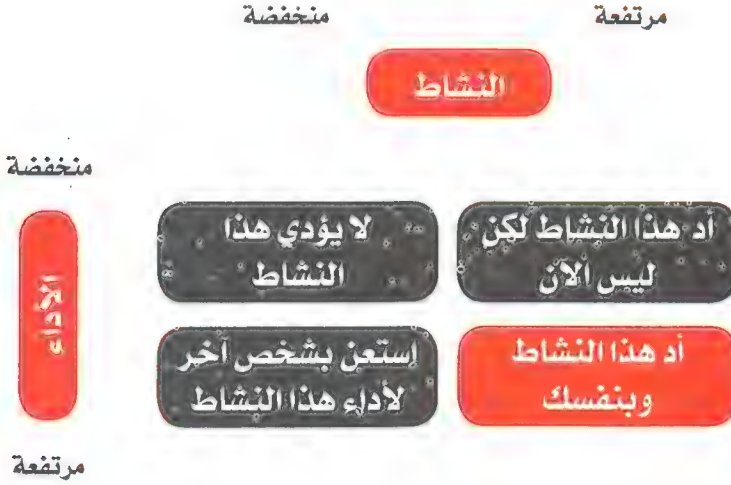 مرتفعة
منخفضة
النشاط
منخفضة
أد هذا النشاط لكن
ليس الآن
لا يؤدي هذا
النشاط
الأداء
أد هذا النشاط
وبنفسك
إستعن بشخص آخر
لأداء هذا النشاط
مرتفعة